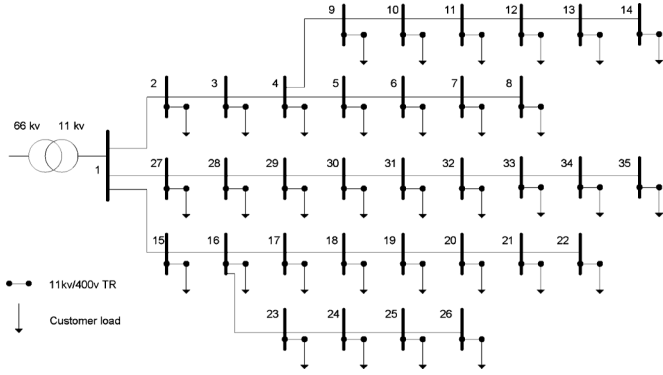 9 10 11 12 13 14
2 3 4 5 6 7 8
66 kv 11 kv
1
27 28 29 30 31 32 33 34 35
15 16 17 18 19 20 21 22
11kv/400v TR
23 24 25 26
Customer load